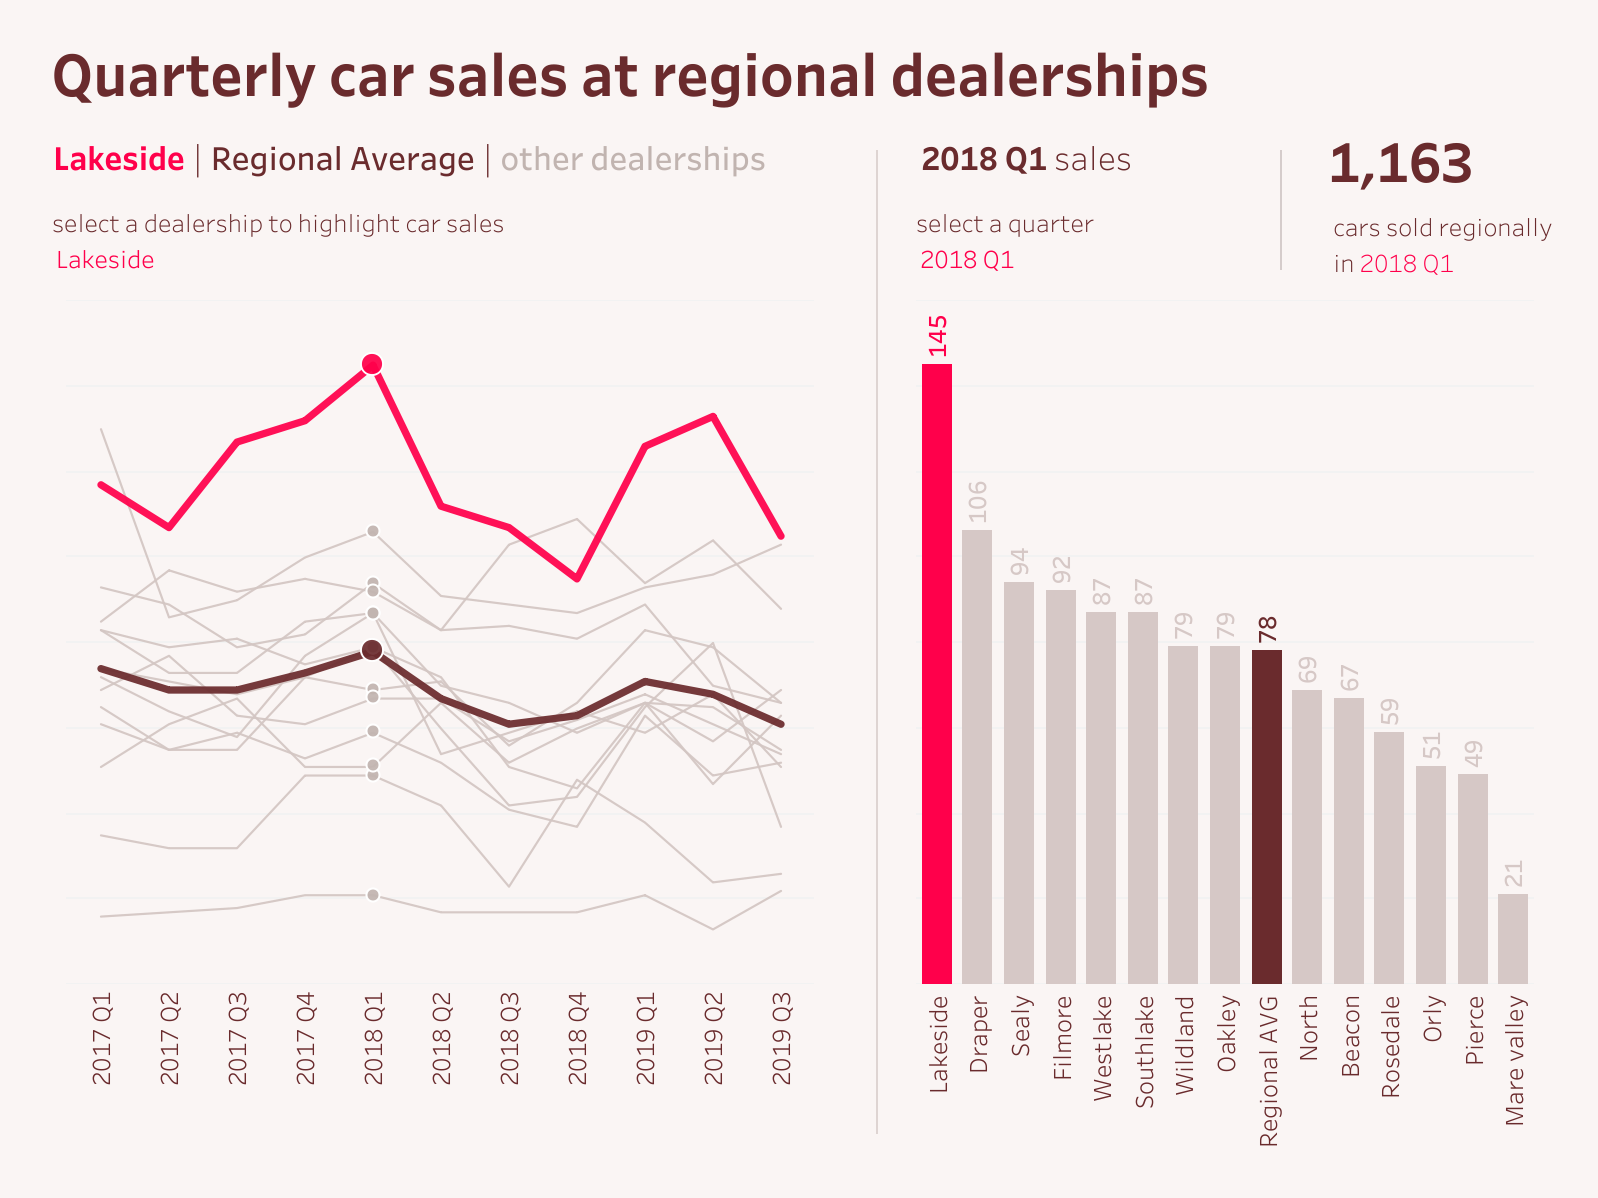 Quarterly car sales at regional dealerships
Lakeside | Regional Average | other dealerships
select a dealership to highlight car sales
Lakeside
2017 Q1
2017 Q2
2017 Q3
2017 Q4
2018 Q1
2018 Q2
2018 Q3
2018 Q4
2019 Q1
2019 Q2
2019 Q3
2018 Q1 sales
select a quarter
2018 Q1
1,163
cars sold regionally
in 2018 Q1
145
106
94
92
87
87
79
79
78
69
67
59
51
49
21
Lakeside
Draper
Sealy
Filmore
Westlake
Southlake
Wildland
Oakley
Regional AVG
North
Beacon
Rosedale
Orly
Pierce
Mare valley